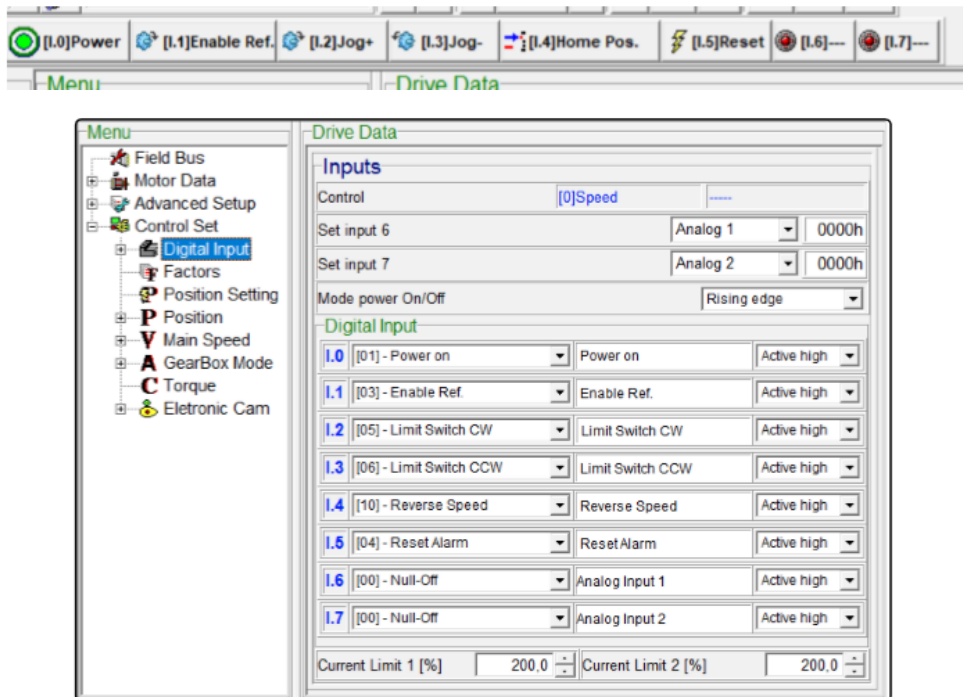 [I.0]Power [I.1]Enable Ref. [I.2]Jog+ [I.3]Jog- [I.4]Home Pos. [I.5]Reset [I.6]--- [I.7]---
Menu Drive Data
Menu Drive Data
Field Bus
Motor Data
Advanced Setup
Control Set
Digital Input
Factors
Position Setting
P Position
V Main Speed
A GearBox Mode
C Torque
Eletronic Cam
Inputs
Control [0]Speed -----
Set input 6 Analog 1 0000h
Set input 7 Analog 2 0000h
Mode power On/Off Rising edge
Digital Input
I.0 [01] - Power on Power on Active high
I.1 [03] - Enable Ref. Enable Ref. Active high
I.2 [05] - Limit Switch CW Limit Switch CW Active high
I.3 [06] - Limit Switch CCW Limit Switch CCW Active high
I.4 [10] - Reverse Speed Reverse Speed Active high
I.5 [04] - Reset Alarm Reset Alarm Active high
I.6 [00] - Null-Off Analog Input 1 Active high
I.7 [00] - Null-Off Analog Input 2 Active high
Current Limit 1 [%] 200,0 Current Limit 2 [%] 200,0